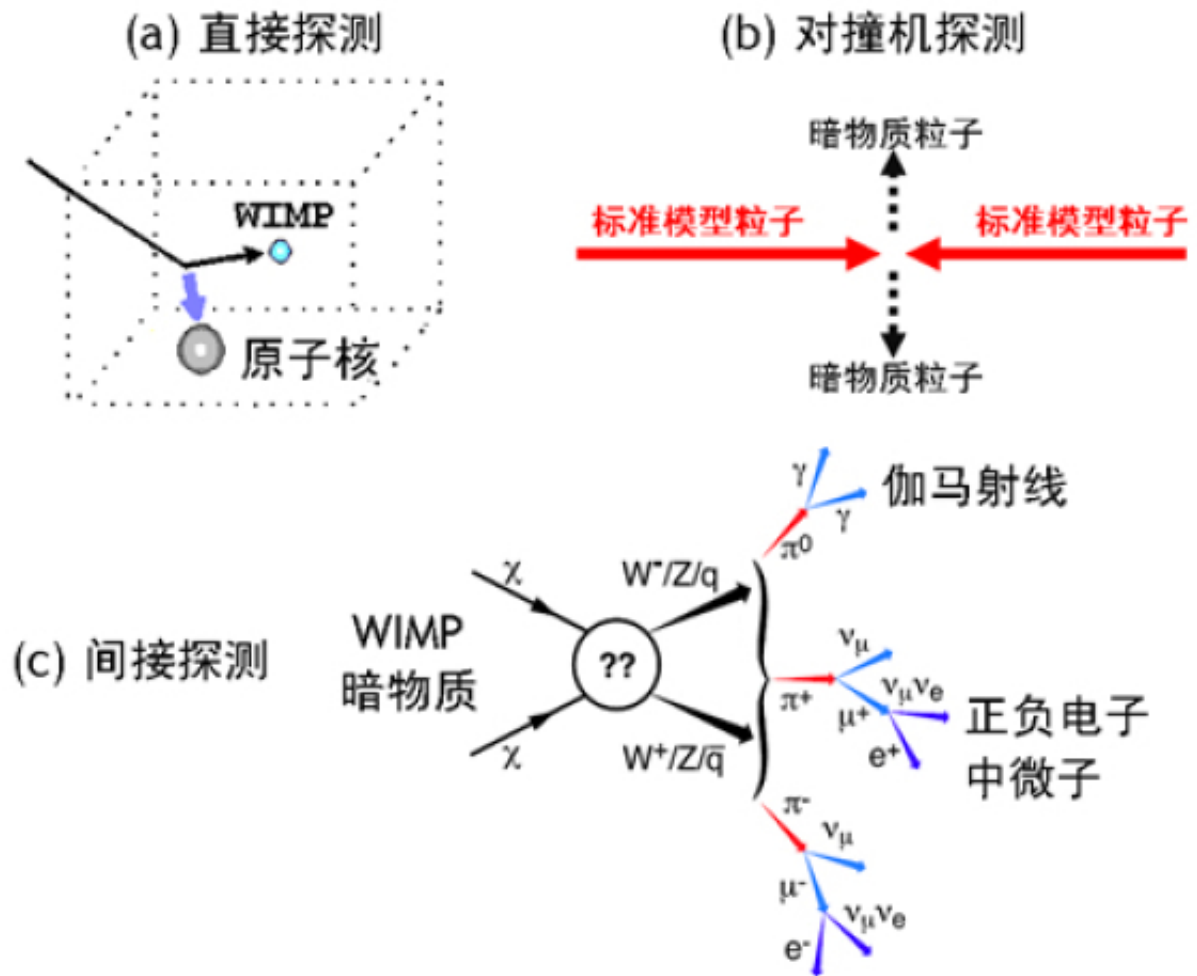 (a) 直接探测
(b) 对撞机探测
WIMP
原子核
暗物质粒子
标准模型粒子
标准模型粒子
暗物质粒子
(c) 间接探测
WIMP
暗物质
χ
χ
??
W⁻/Z/q
W⁺/Z/q̅
π⁰
γ
γ
伽马射线
π⁺
νμ
μ⁺
νμνe
e⁺
正负电子
中微子
π⁻
νμ
μ⁻
νμνe
e⁻